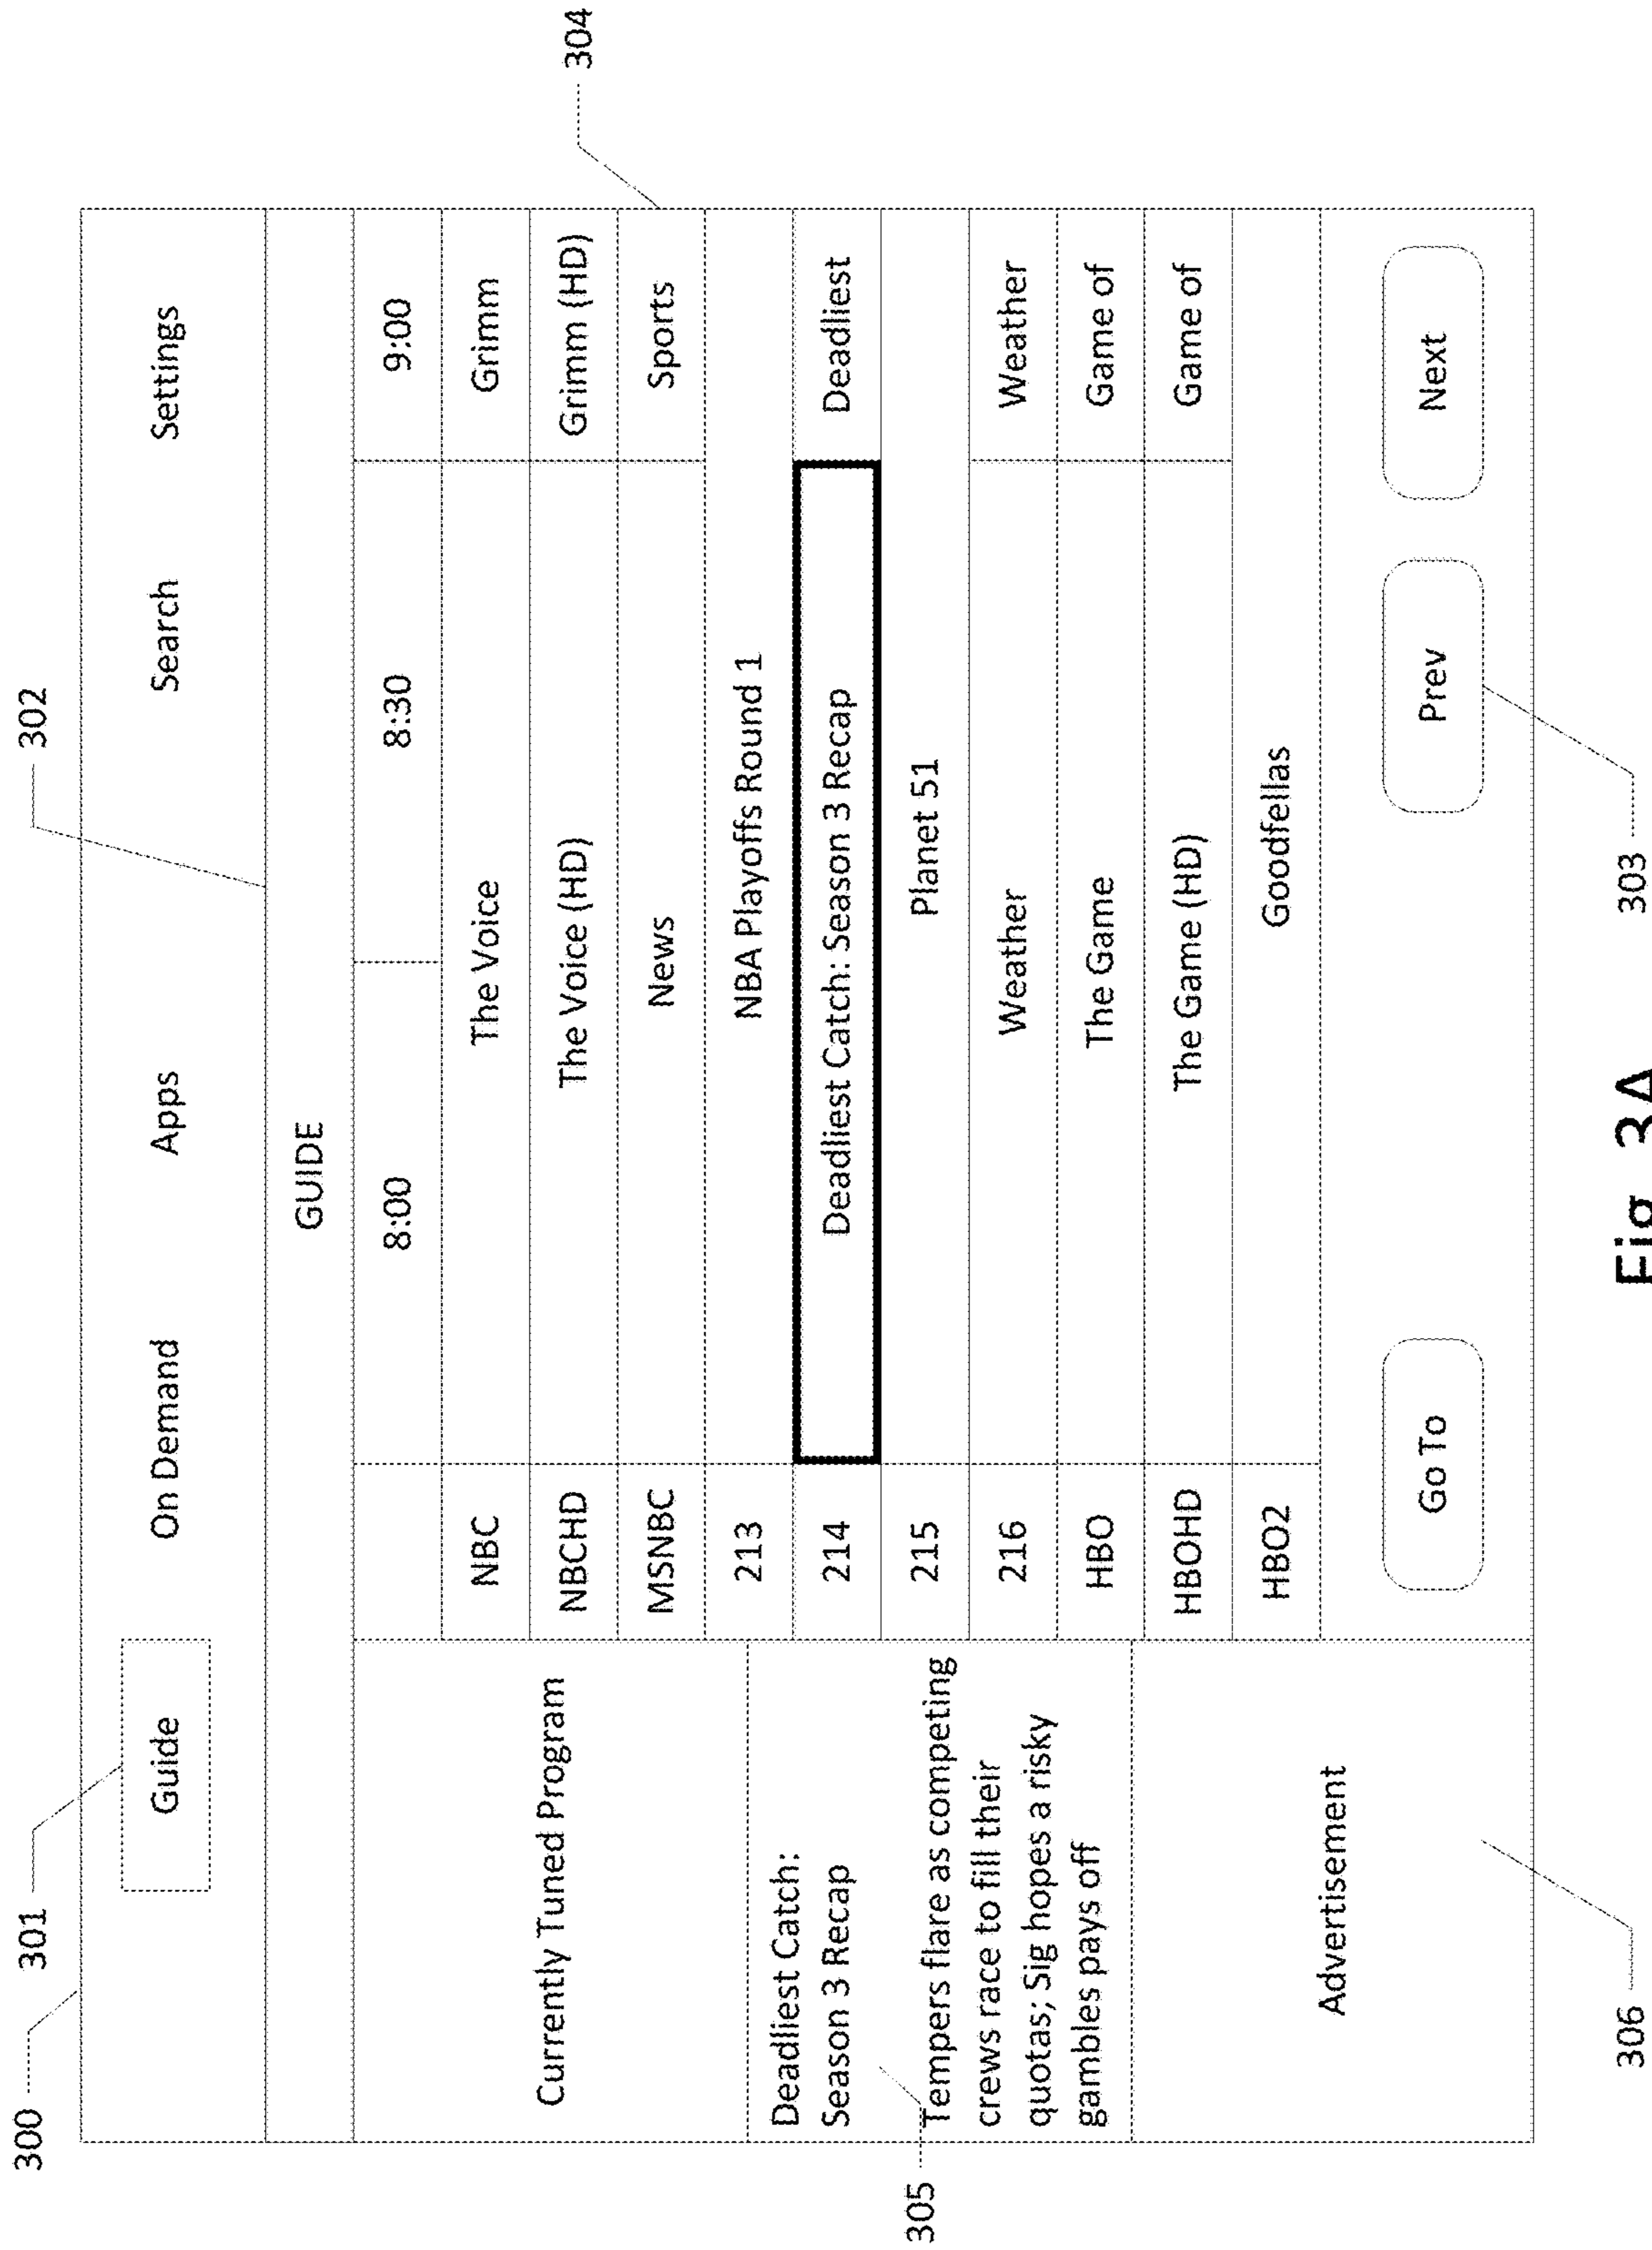 302
300
301
304
Guide
On Demand
Apps
Search
Settings
GUIDE
8:00
8:30
9:00
NBC
The Voice
Grimm
NBCHD
The Voice (HD)
Grimm (HD)
MSNBC
News
Sports
213
NBA Playoffs Round 1
214
Deadliest Catch: Season 3 Recap
Deadliest
215
Planet 51
216
Weather
Weather
HBO
The Game
Game of
HBOHD
The Game (HD)
Game of
HBO2
Goodfellas
Currently Tuned Program
Deadliest Catch:
Season 3 Recap
Tempers flare as competing
crews race to fill their
quotas; Sig hopes a risky
gambles pays off
305
Advertisement
Go To
Prev
Next
306
303
Fig. 3A